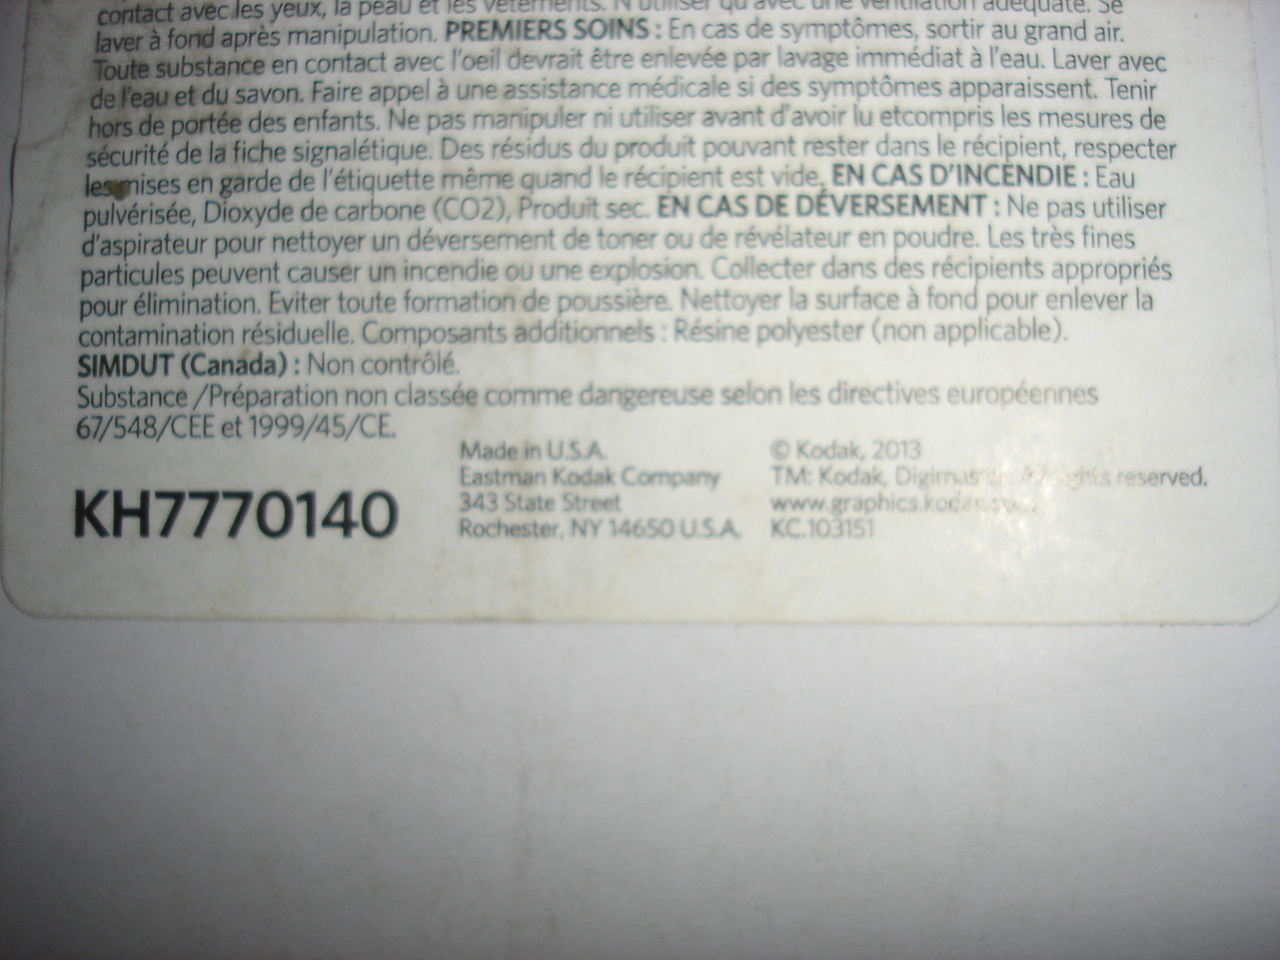 contact avec les yeux, la peau et les vêtements. N'utiliser qu'avec une ventilation adéquate. Se
laver à fond après manipulation. PREMIERS SOINS : En cas de symptômes, sortir au grand air.
Toute substance en contact avec l'oeil devrait être enlevée par lavage immédiat à l'eau. Laver avec
de l'eau et du savon. Faire appel à une assistance médicale si des symptômes apparaissent. Tenir
hors de portée des enfants. Ne pas manipuler ni utiliser avant d'avoir lu etcompris les mesures de
sécurité de la fiche signalétique. Des résidus du produit pouvant rester dans le récipient, respecter
les mises en garde de l'étiquette même quand le récipient est vide. EN CAS D'INCENDIE : Eau
pulvérisée, Dioxyde de carbone (CO2), Produit sec. EN CAS DE DÉVERSEMENT : Ne pas utiliser
d'aspirateur pour nettoyer un déversement de toner ou de révélateur en poudre. Les très fines
particules peuvent causer un incendie ou une explosion. Collecter dans des récipients appropriés
pour élimination. Eviter toute formation de poussière. Nettoyer la surface à fond pour enlever la
contamination résiduelle. Composants additionnels : Résine polyester (non applicable).
SIMDUT (Canada) : Non contrôlé.
Substance /Préparation non classée comme dangereuse selon les directives européennes
67/548/CEE et 1999/45/CE.
KH7770140
Made in U.S.A.
Eastman Kodak Company
343 State Street
Rochester, NY 14650 U.S.A.
© Kodak, 2013
TM: Kodak, rights reserved.
KC.103151